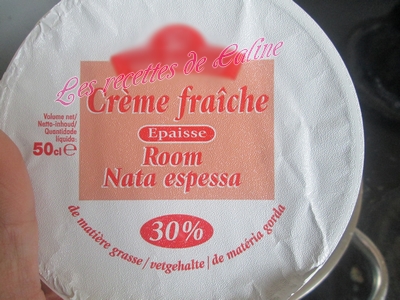 Les recettes de Celine
Crème fraîche
Epaisse
Volume net/
Netto-inhoud/
Quantidade
líquida:
50cl e
Room
Nata espessa
30%
de matière grasse / vetgehalte | de matéria gorda